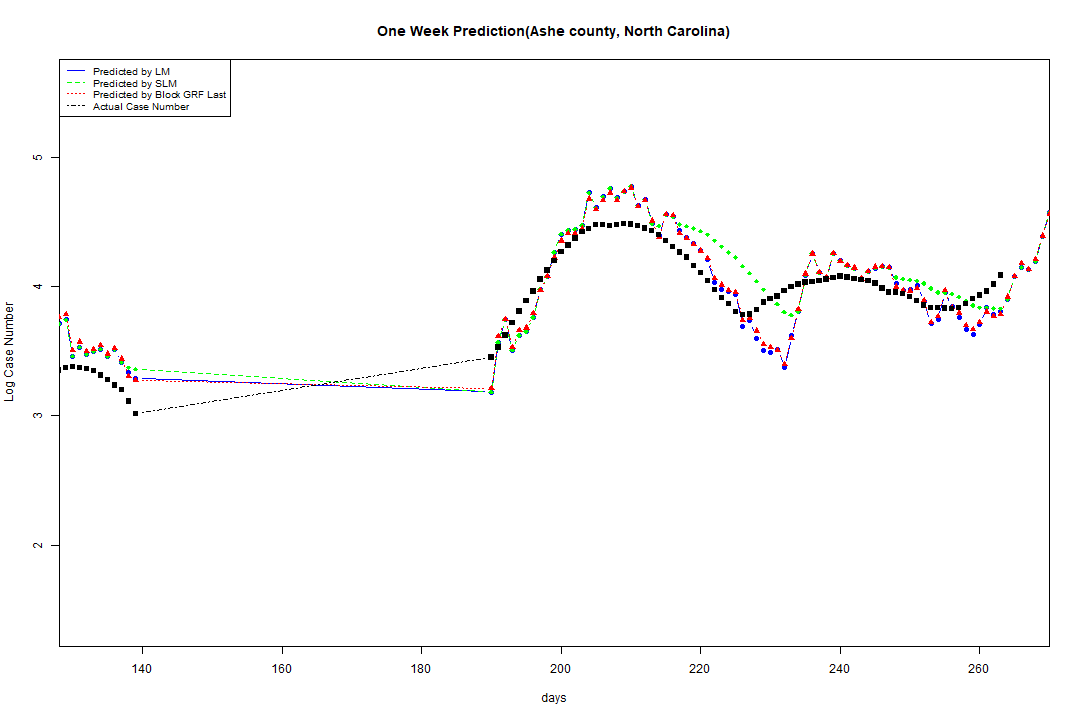 One Week Prediction(Ashe county, North Carolina)
Predicted by LM
Predicted by SLM
Predicted by Block GRF Last
Actual Case Number
5
4
3
2
Log Case Number
140 160 180 200 220 240 260
days